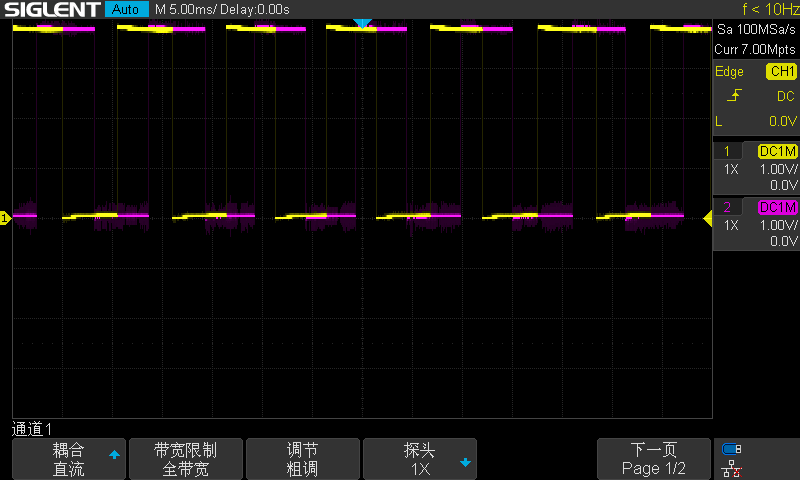 SIGLENT Auto M 5.00ms/ Delay:0.00s f < 10Hz
Sa 100MSa/s
Curr 7.00Mpts
Edge CH1
DC
L 0.0V
1 DC1M
1X 1.00V/
0.0V
2 DC1M
1X 1.00V/
0.0V
1
通道1
耦合
直流
带宽限制
全带宽
调节
粗调
探头
1X
下一页
Page 1/2